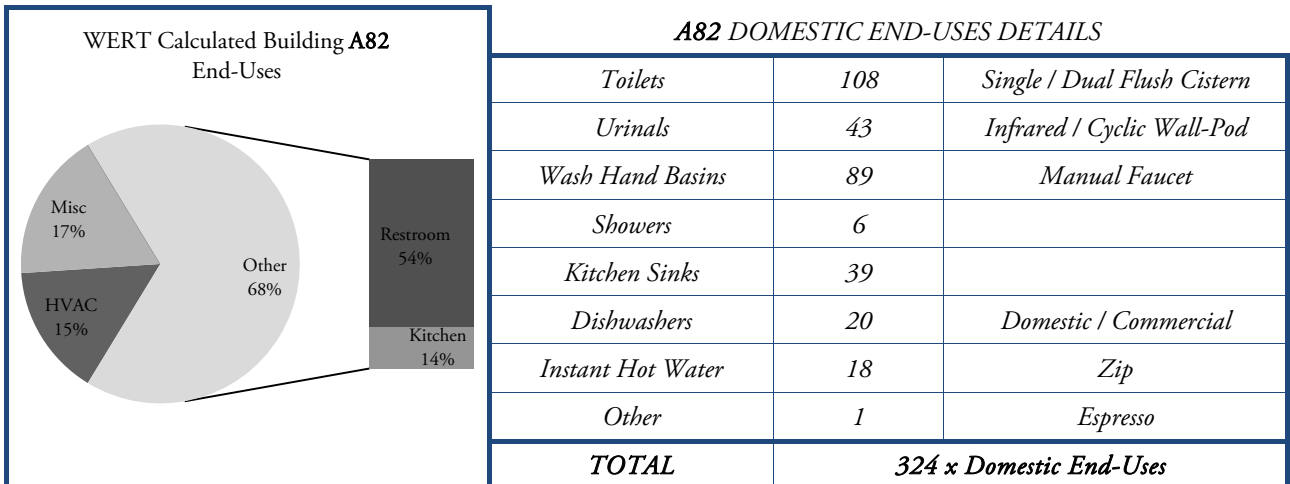 WERT Calculated Building A82
End-Uses
Misc
17%
HVAC
15%
Other
68%
Restroom
54%
Kitchen
14%
A82 DOMESTIC END-USES DETAILS
Toilets 108 Single / Dual Flush Cistern
Urinals 43 Infrared / Cyclic Wall-Pod
Wash Hand Basins 89 Manual Faucet
Showers 6
Kitchen Sinks 39
Dishwashers 20 Domestic / Commercial
Instant Hot Water 18 Zip
Other 1 Espresso
TOTAL 324 x Domestic End-Uses